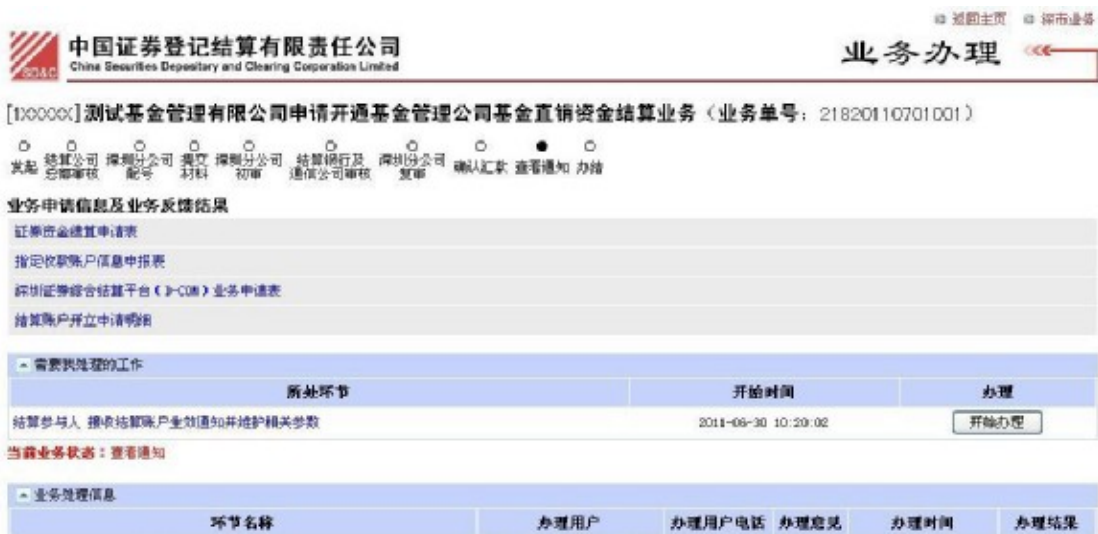 返回主页 深市业务
中国证券登记结算有限责任公司
China Securities Depository and Clearing Corporation Limited
SD&C
业务办理
[1XXXXX]测试基金管理有限公司申请开通基金管理公司基金直销资金结算业务（业务单号：21820110701001）
发起 结算公司总部审核 深圳分公司配号 提交材料 深圳分公司初审 结算银行及通信公司审核 深圳分公司复审 确认汇款 查看通知 办结
业务申请信息及业务反馈结果
证券资金结算申请表
指定收款账户信息申报表
深圳证券综合结算平台（D-COM）业务申请表
结算账户开立申请明细
需要我处理的工作
所处环节 开始时间 办理
结算参与人 接收结算账户生效通知并维护相关参数 2011-06-30 10:20:02 开始办理
当前业务状态：查看通知
业务处理信息
环节名称 办理用户 办理用户电话 办理意见 办理时间 办理结果